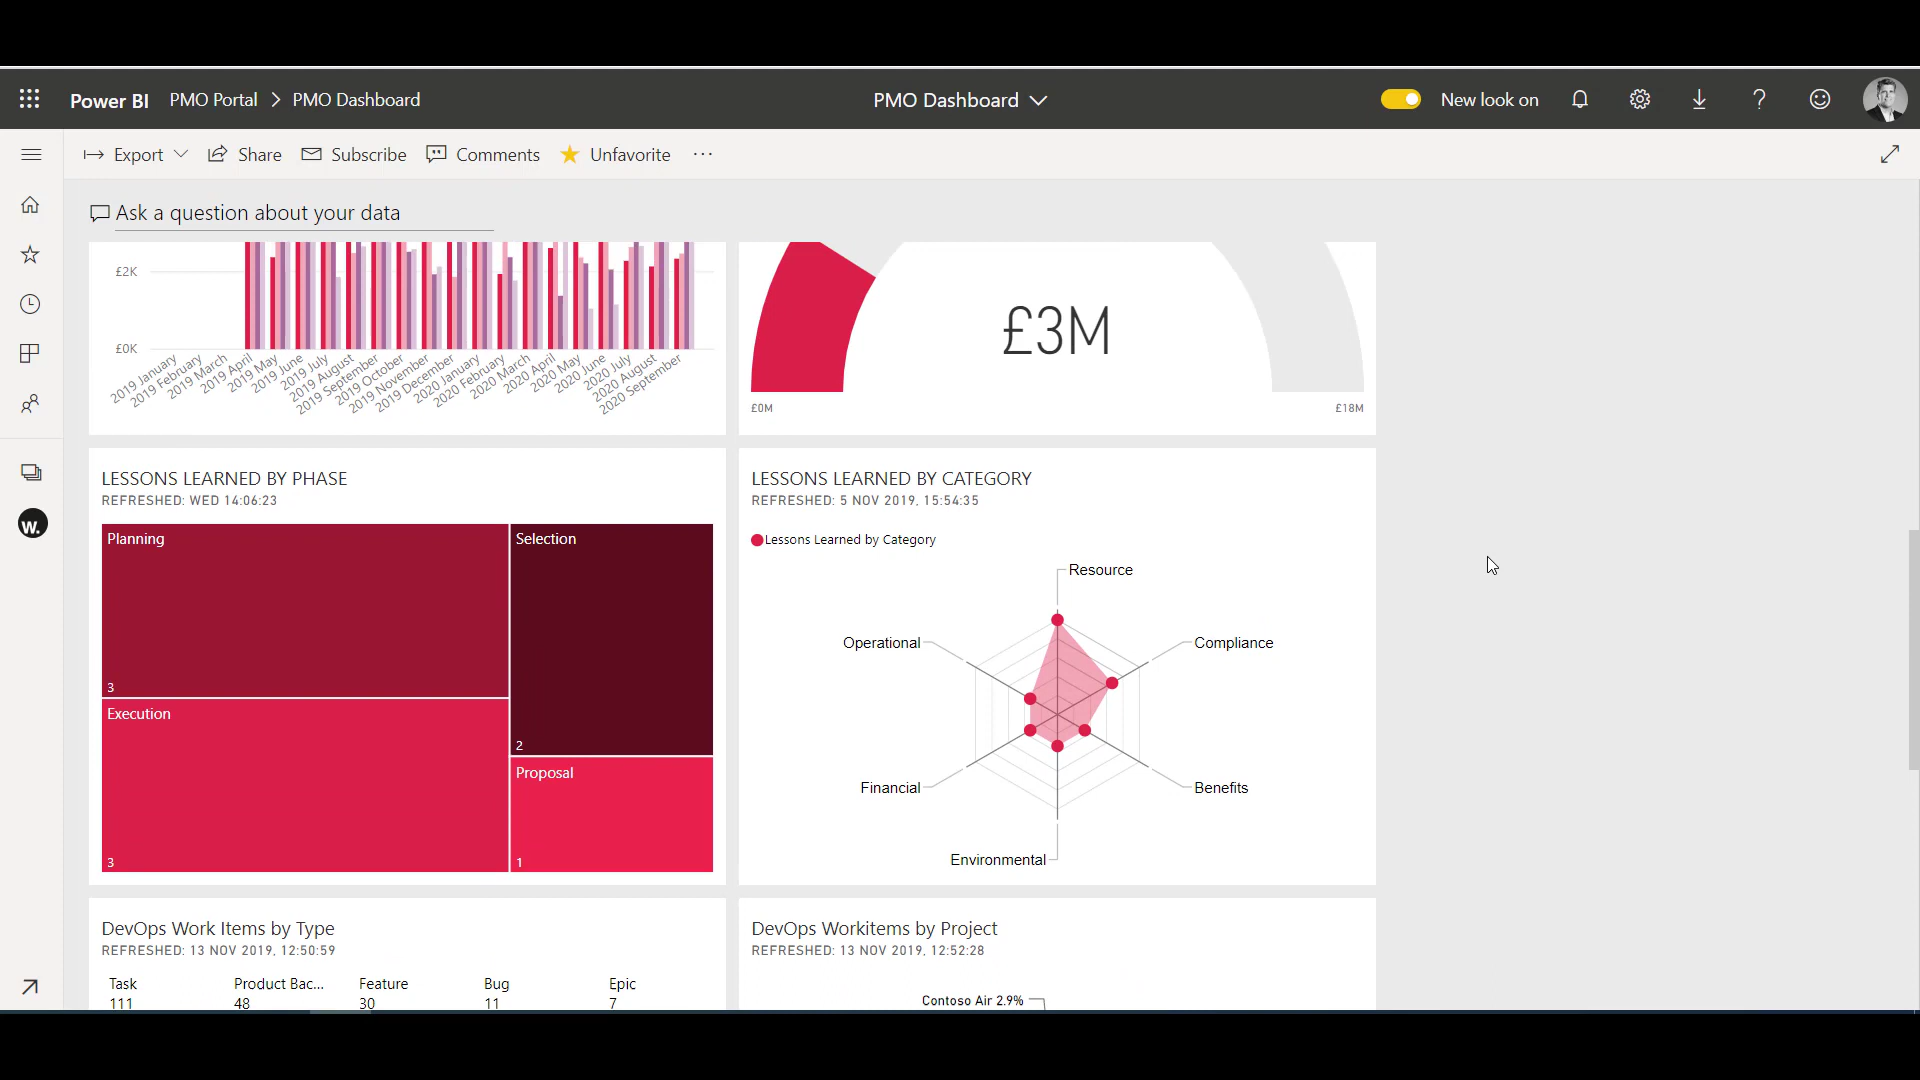 Power BI PMO Portal > PMO Dashboard
PMO Dashboard
New look on
Export
Share
Subscribe
Comments
Unfavorite
Ask a question about your data
£2K
£0K
2019 January
2019 February
2019 March
2019 April
2019 May
2019 June
2019 July
2019 August
2019 September
2019 October
2019 November
2019 December
2020 January
2020 February
2020 March
2020 April
2020 May
2020 June
2020 July
2020 August
2020 September
£3M
£0M
£18M
LESSONS LEARNED BY PHASE
REFRESHED: WED 14:06:23
Planning
3
Execution
3
Selection
2
Proposal
1
LESSONS LEARNED BY CATEGORY
REFRESHED: 5 NOV 2019, 15:54:35
Lessons Learned by Category
Resource
Operational
Compliance
Financial
Benefits
Environmental
w.
DevOps Work Items by Type
REFRESHED: 13 NOV 2019, 12:50:59
Task
Product Bac...
Feature
Bug
Epic
111
48
30
11
7
DevOps Workitems by Project
REFRESHED: 13 NOV 2019, 12:52:28
Contoso Air 2.9%